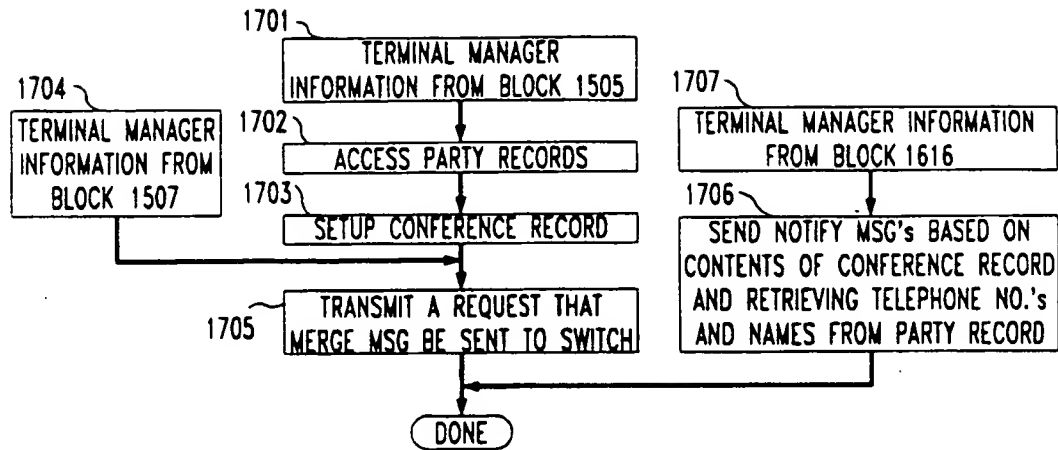 1701
TERMINAL MANAGER
INFORMATION FROM BLOCK 1505
1704
TERMINAL MANAGER
INFORMATION FROM
BLOCK 1507
1702
ACCESS PARTY RECORDS
1703
SETUP CONFERENCE RECORD
1705
TRANSMIT A REQUEST THAT
MERGE MSG BE SENT TO SWITCH
1707
TERMINAL MANAGER INFORMATION
FROM BLOCK 1616
1706
SEND NOTIFY MSG's BASED ON
CONTENTS OF CONFERENCE RECORD
AND RETRIEVING TELEPHONE NO.'s
AND NAMES FROM PARTY RECORD
DONE